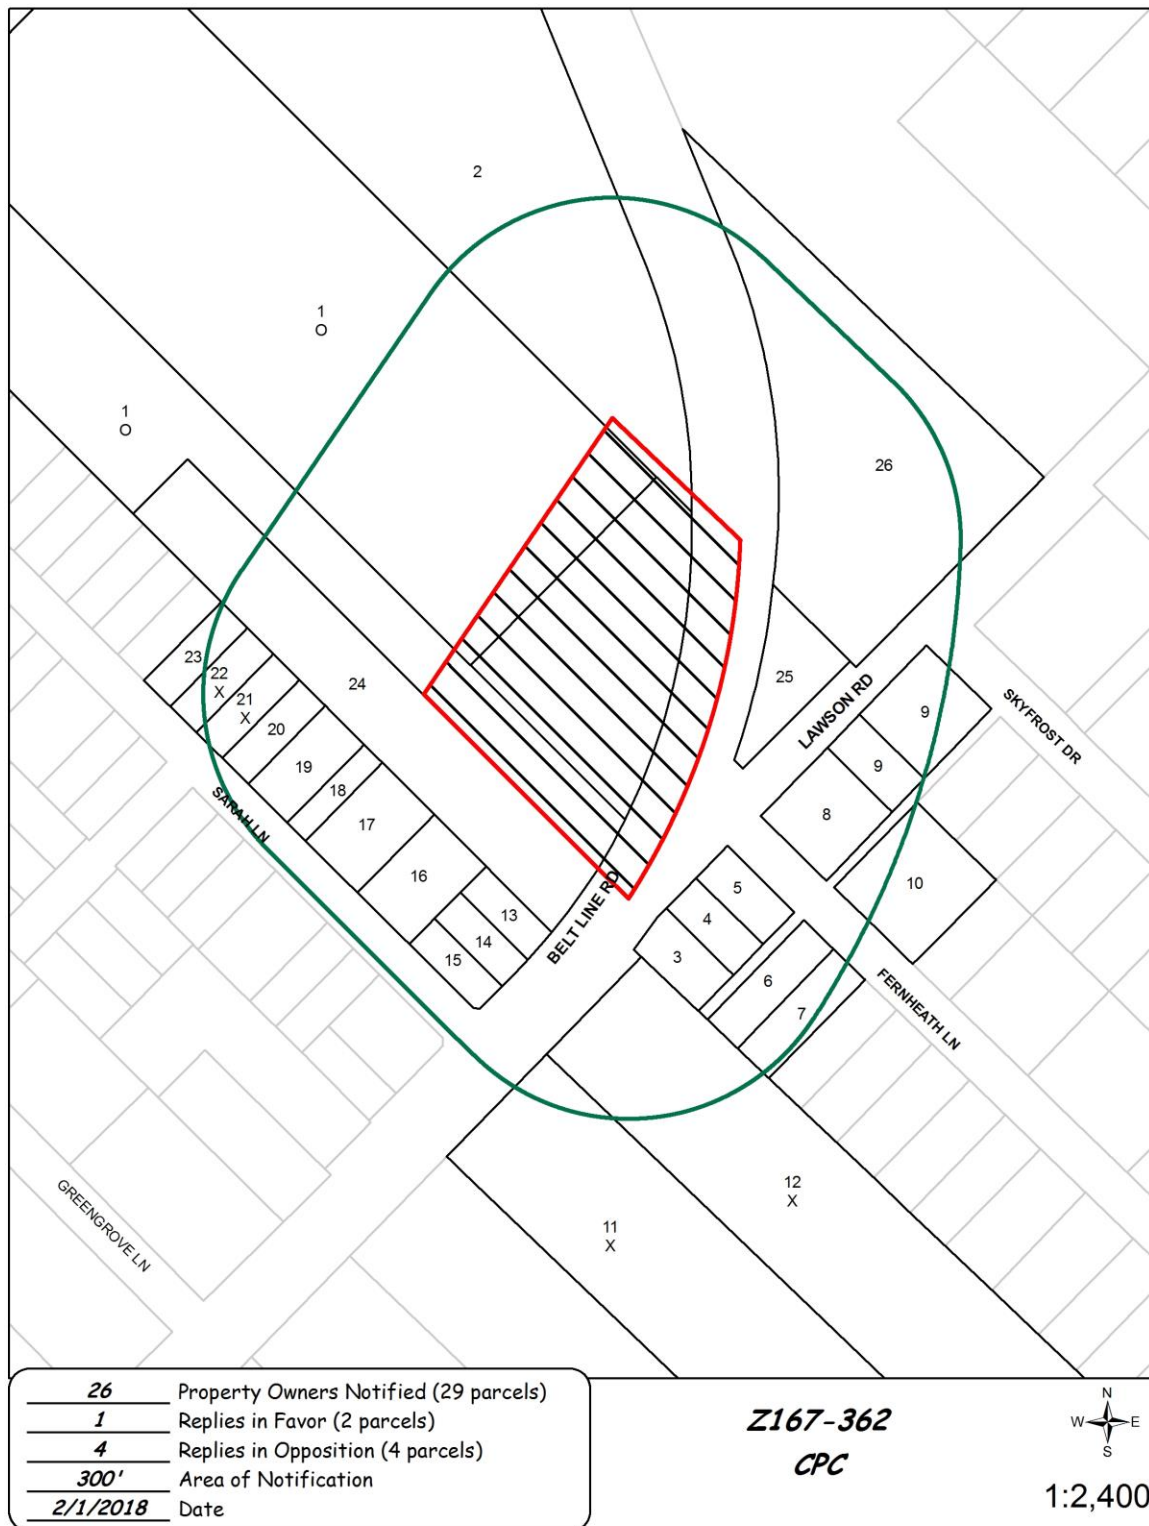 2
1
O
1
O
26
23
22
X
21
X
24
20
19
18
17
16
13
14
15
25
LAWSON RD
SKYFROST DR
9
9
8
10
5
4
3
6
7
SARAH LN
BELT LINE RD
FERNHEATH LN
12
X
11
X
GREENGROVE LN
26 Property Owners Notified (29 parcels)
1 Replies in Favor (2 parcels)
4 Replies in Opposition (4 parcels)
300' Area of Notification
2/1/2018 Date
Z167-362
CPC
N
W E
S
1:2,400